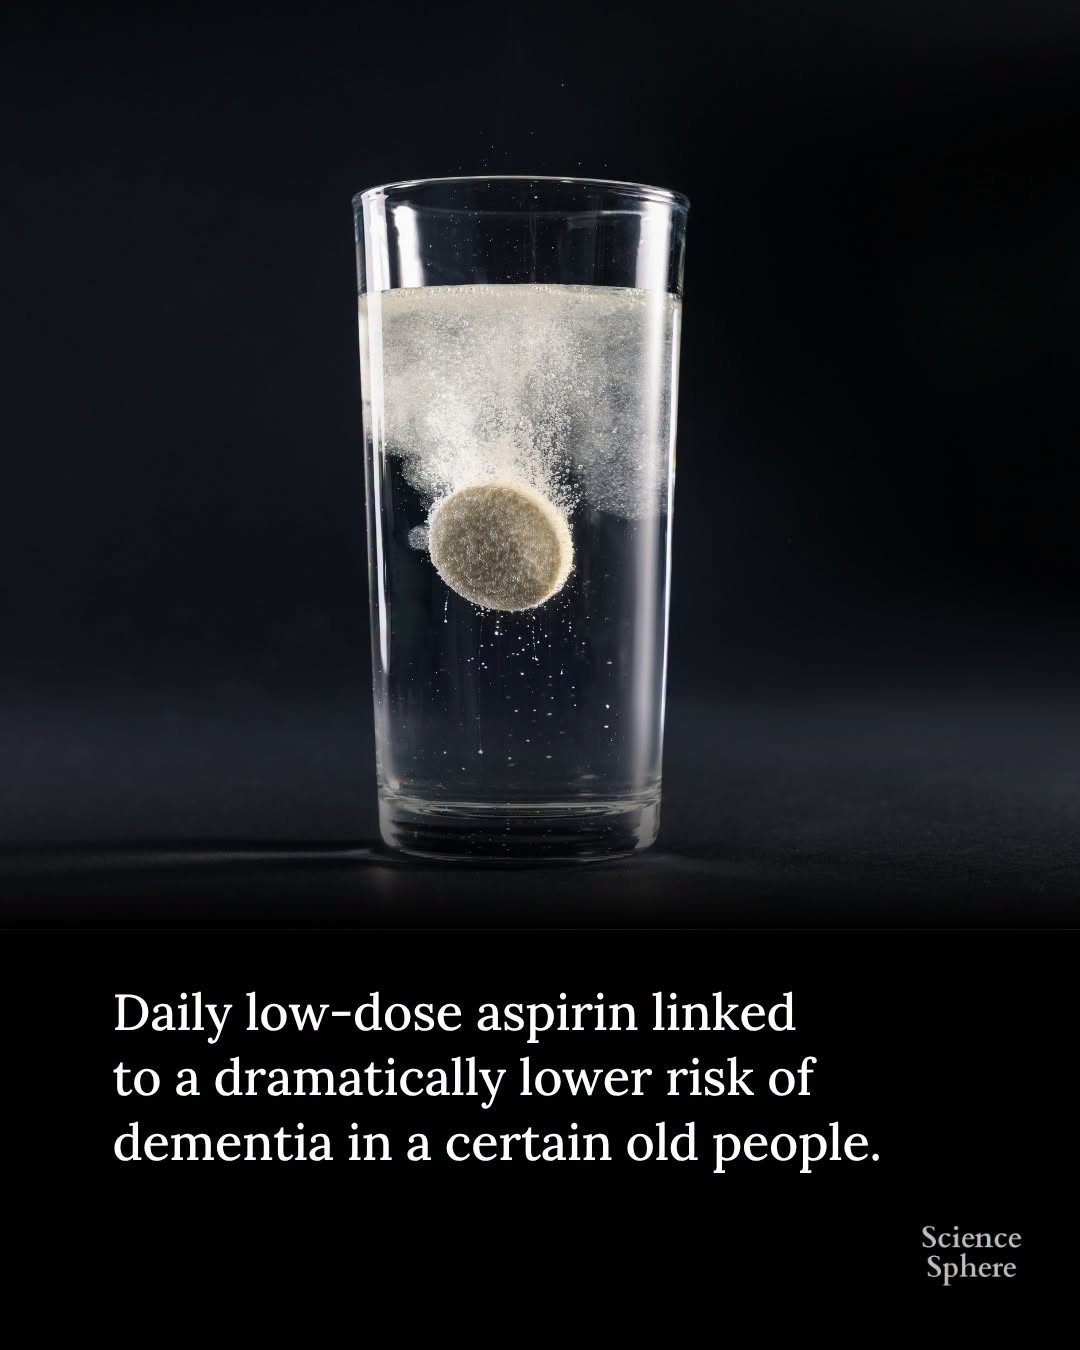 Daily low-dose aspirin linked
to a dramatically lower risk of
dementia in a certain old people.
Science
Sphere